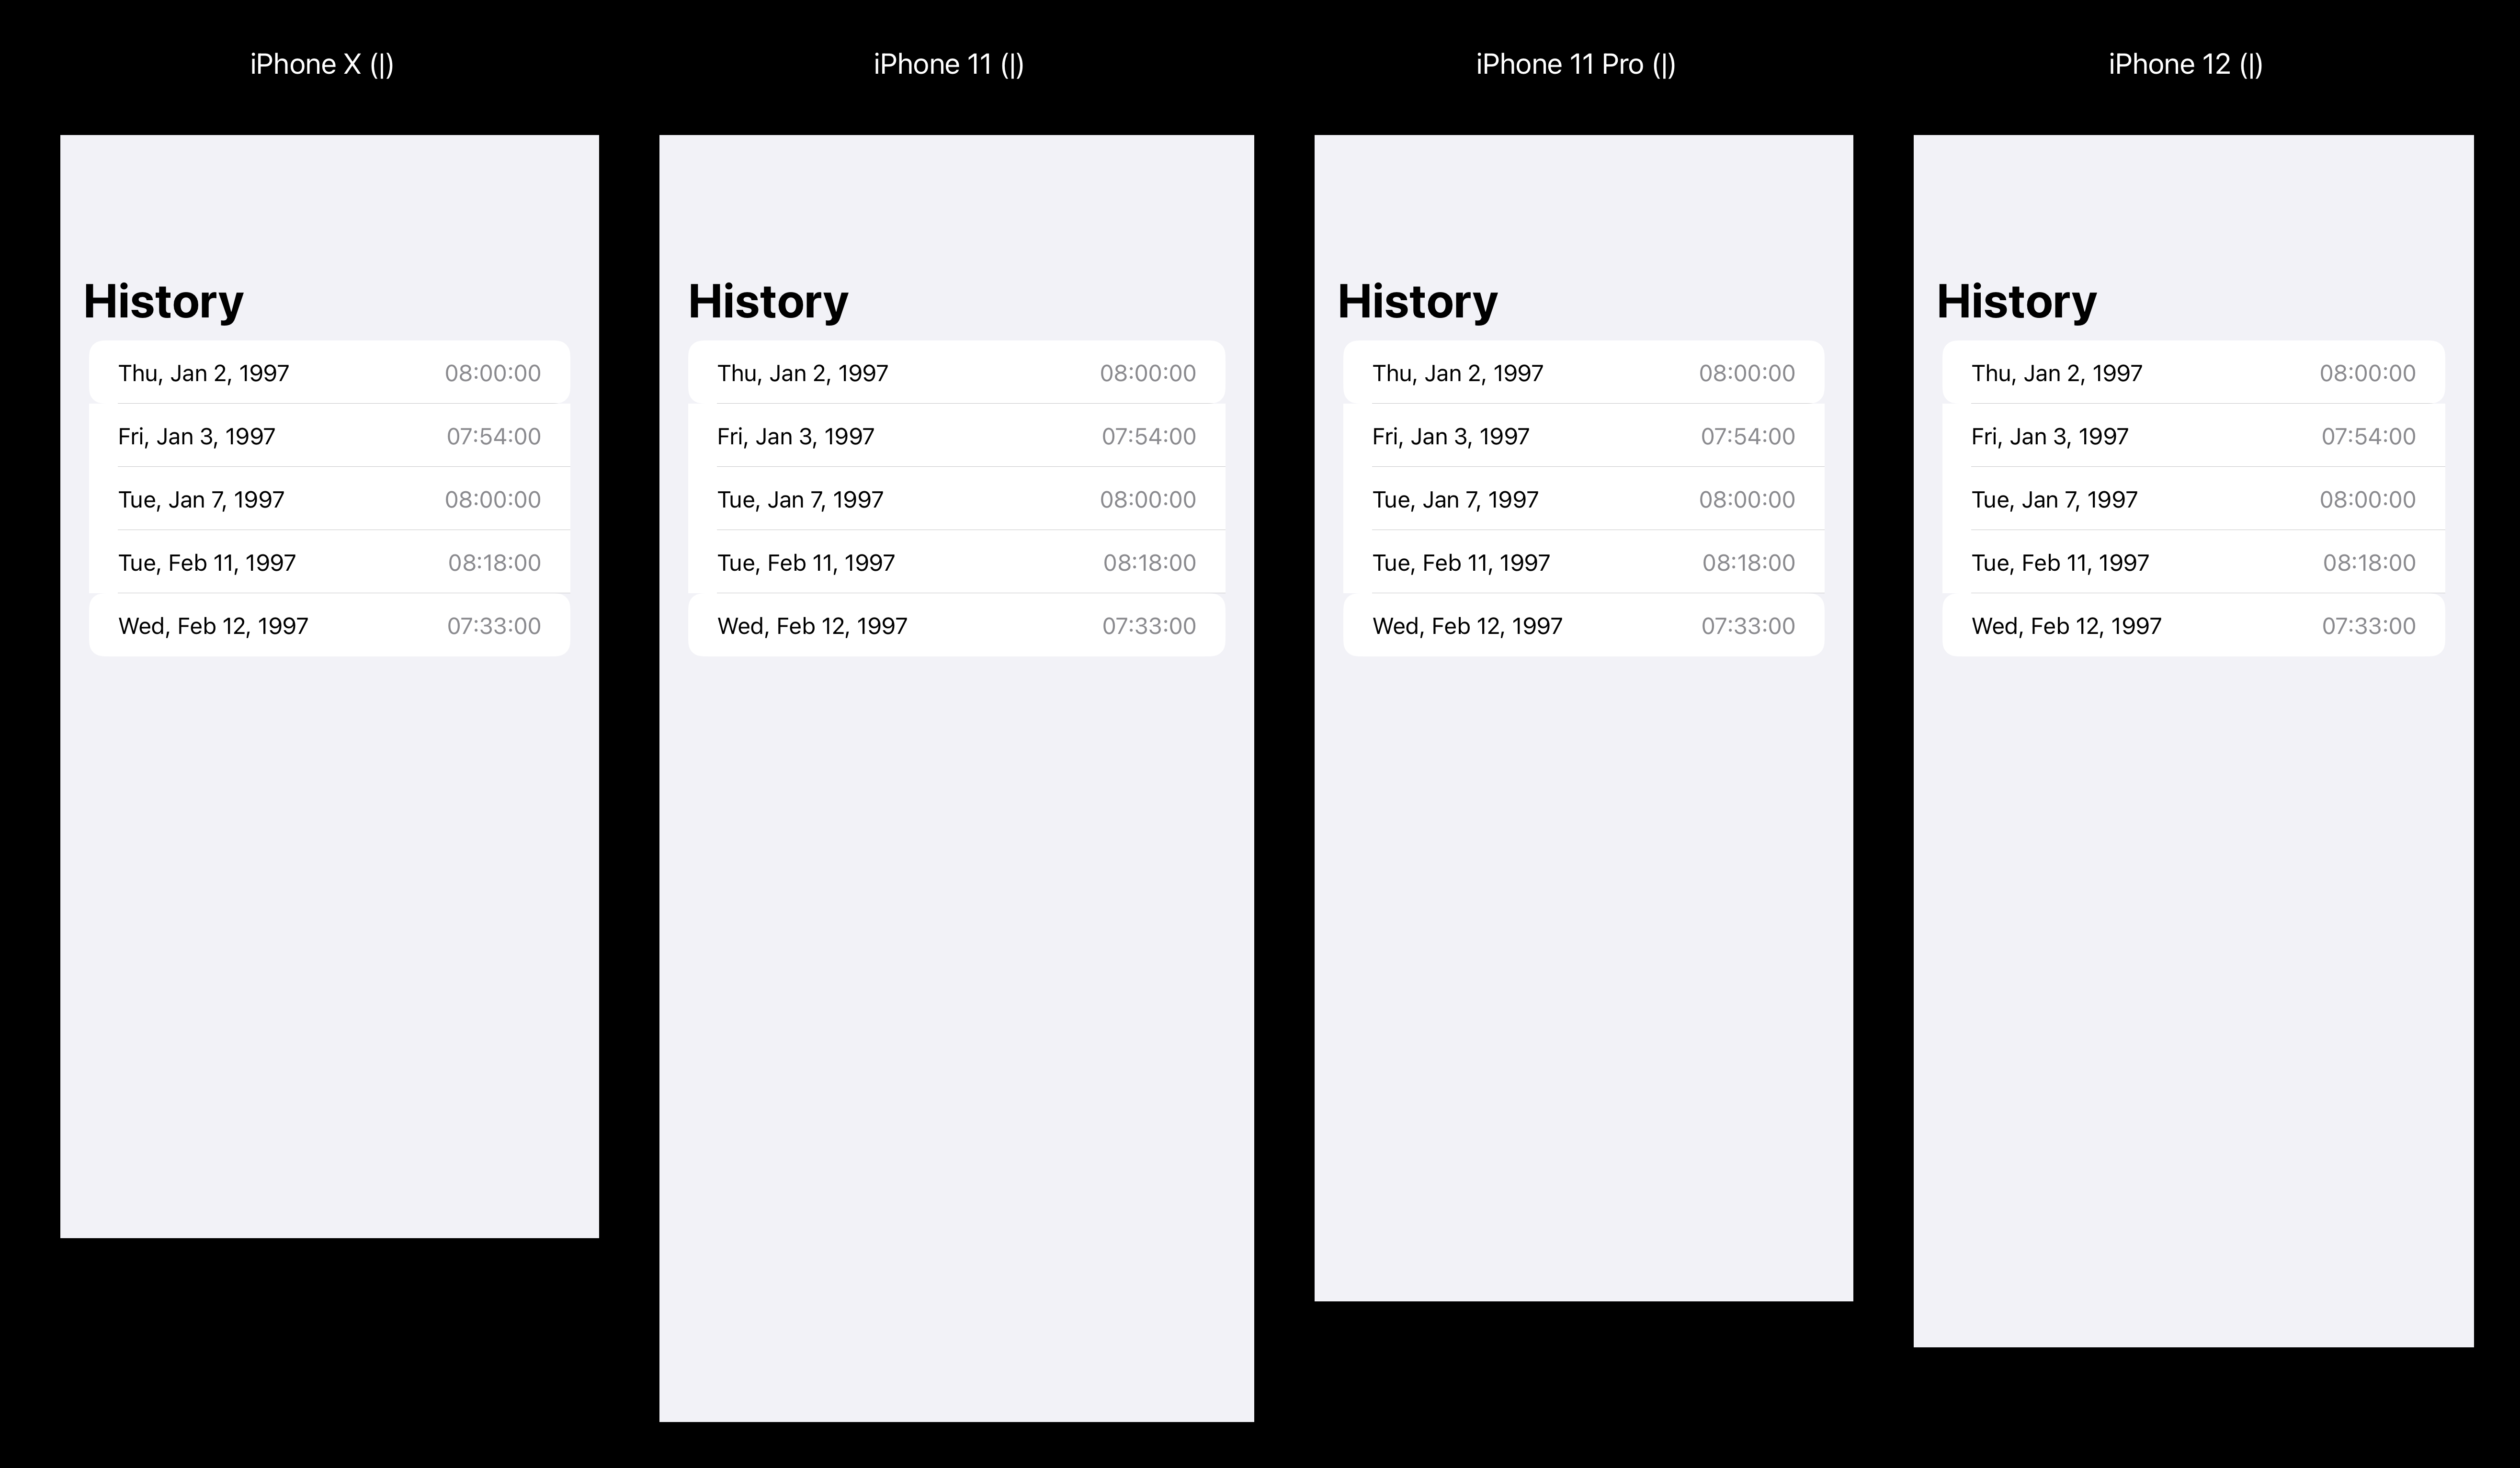 iPhone X (|)
History
Thu, Jan 2, 1997 08:00:00
Fri, Jan 3, 1997 07:54:00
Tue, Jan 7, 1997 08:00:00
Tue, Feb 11, 1997 08:18:00
Wed, Feb 12, 1997 07:33:00
iPhone 11 (|)
History
Thu, Jan 2, 1997 08:00:00
Fri, Jan 3, 1997 07:54:00
Tue, Jan 7, 1997 08:00:00
Tue, Feb 11, 1997 08:18:00
Wed, Feb 12, 1997 07:33:00
iPhone 11 Pro (|)
History
Thu, Jan 2, 1997 08:00:00
Fri, Jan 3, 1997 07:54:00
Tue, Jan 7, 1997 08:00:00
Tue, Feb 11, 1997 08:18:00
Wed, Feb 12, 1997 07:33:00
iPhone 12 (|)
History
Thu, Jan 2, 1997 08:00:00
Fri, Jan 3, 1997 07:54:00
Tue, Jan 7, 1997 08:00:00
Tue, Feb 11, 1997 08:18:00
Wed, Feb 12, 1997 07:33:00